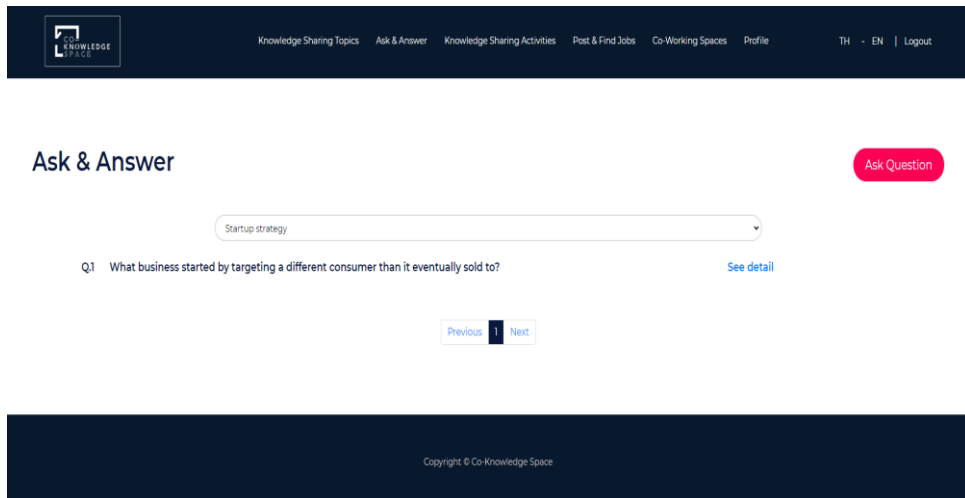 CO-
KNOWLEDGE
SPACE
Knowledge Sharing Topics Ask & Answer Knowledge Sharing Activities Post & Find Jobs Co-Working Spaces Profile TH - EN | Logout
Ask & Answer
Ask Question
Startup strategy
Q.1 What business started by targeting a different consumer than it eventually sold to? See detail
Previous 1 Next
Copyright © Co-Knowledge Space